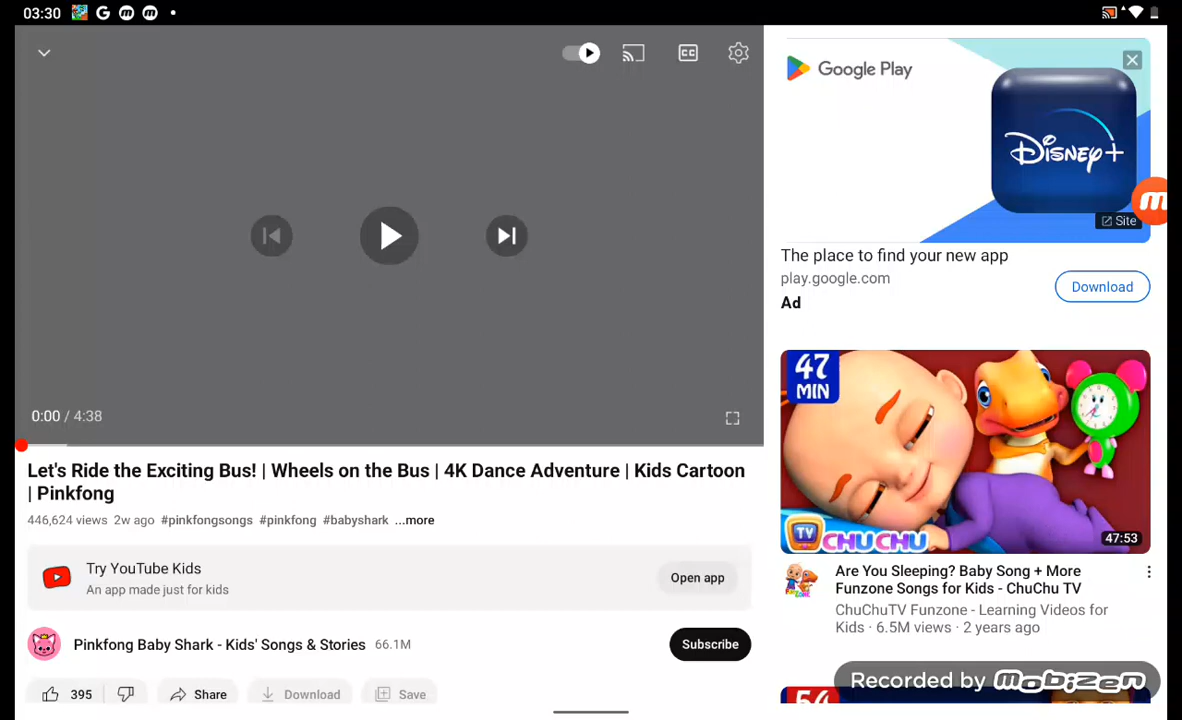 03:30
CC
0:00 / 4:38
Let's Ride the Exciting Bus! | Wheels on the Bus | 4K Dance Adventure | Kids Cartoon
| Pinkfong
446,624 views 2w ago #pinkfongsongs #pinkfong #babyshark ...more
Try YouTube Kids
An app made just for kids
Open app
Pinkfong Baby Shark - Kids' Songs & Stories 66.1M
Subscribe
395
Share
Download
Save
Google Play
Disney+
Site
The place to find your new app
play.google.com
Ad
Download
47
MIN
TV CHUCHU
47:53
Are You Sleeping? Baby Song + More
Funzone Songs for Kids - ChuChu TV
ChuChuTV Funzone - Learning Videos for
Kids · 6.5M views · 2 years ago
Recorded by mobizen
54